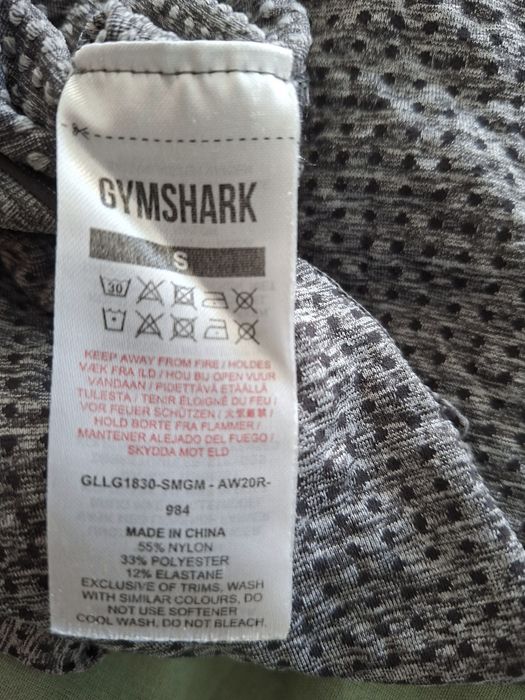 GYMSHARK
S
30
KEEP AWAY FROM FIRE / HOLDES
VÆK FRA ILD / HOU BIJ OPEN VUUR
VANDAAN / PIDETTÄVÄ ETÄÄLLÄ
TULESTA / TENIR ÉLOIGNÉ DU FEU /
VOR FEUER SCHÜTZEN / 火気厳禁 /
HOLD BORTE FRA FLAMMER /
MANTENER ALEJADO DEL FUEGO /
SKYDDA MOT ELD
GLLG1830-SMGM - AW20R-
984
MADE IN CHINA
55% NYLON
33% POLYESTER
12% ELASTANE
EXCLUSIVE OF TRIMS, WASH
WITH SIMILAR COLOURS, DO
NOT USE SOFTENER
COOL WASH, DO NOT BLEACH.